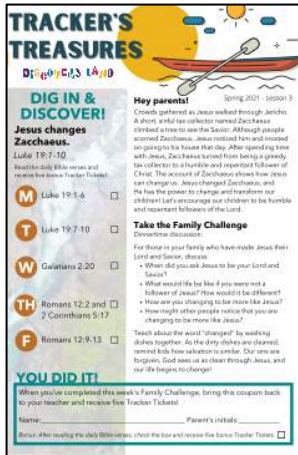 TRACKER'S
TREASURES
DISCOVERY LAND
DIG IN &
DISCOVER!
Jesus changes
Zacchaeus.
Luke 19:1-10
Read the daily Bible verses and
receive five bonus Tracker Tickets!
M Luke 19:1-6
T Luke 19:7-10
W Galatians 2:20
TH Romans 12:2 and
2 Corinthians 5:17
F Romans 12:9-13
Spring 2021 - Lesson 3
Hey parents!
Crowds gathered as Jesus walked through Jericho.
A short, sinful tax collector named Zacchaeus
climbed a tree to see the Savior. Although people
scorned Zacchaeus, Jesus noticed him and insisted
on going to his house that day. After spending time
with Jesus, Zacchaeus turned from being a greedy
tax collector to a humble and repentant follower of
Christ. The account of Zacchaeus shows how Jesus
can change us. Jesus changed Zacchaeus, and
He has the power to change and transform our
children! Let's encourage our children to be humble
and repentant followers of the Lord.
Take the Family Challenge
Dinnertime discussion:
For those in your family who have made Jesus their
Lord and Savior, discuss:
• When did you ask Jesus to be your Lord and
Savior?
• What would life be like if you were not a
follower of Jesus? How would it be different?
• How are you changing to be more like Jesus?
• How might other people notice that you are
changing to be more like Jesus?
Teach about the word "changed" by washing
dishes together. As the dirty dishes are cleaned,
remind kids how salvation is similar. Our sins are
forgiven, God sees us as clean through Jesus, and
our life begins to change!
YOU DID IT!
When you've completed this week's Family Challenge, bring this coupon back
to your teacher and receive five Tracker Tickets!
Name: Parent's initials:
Bonus: After reading the daily Bible verses, check the box and receive five bonus Tracker Tickets.